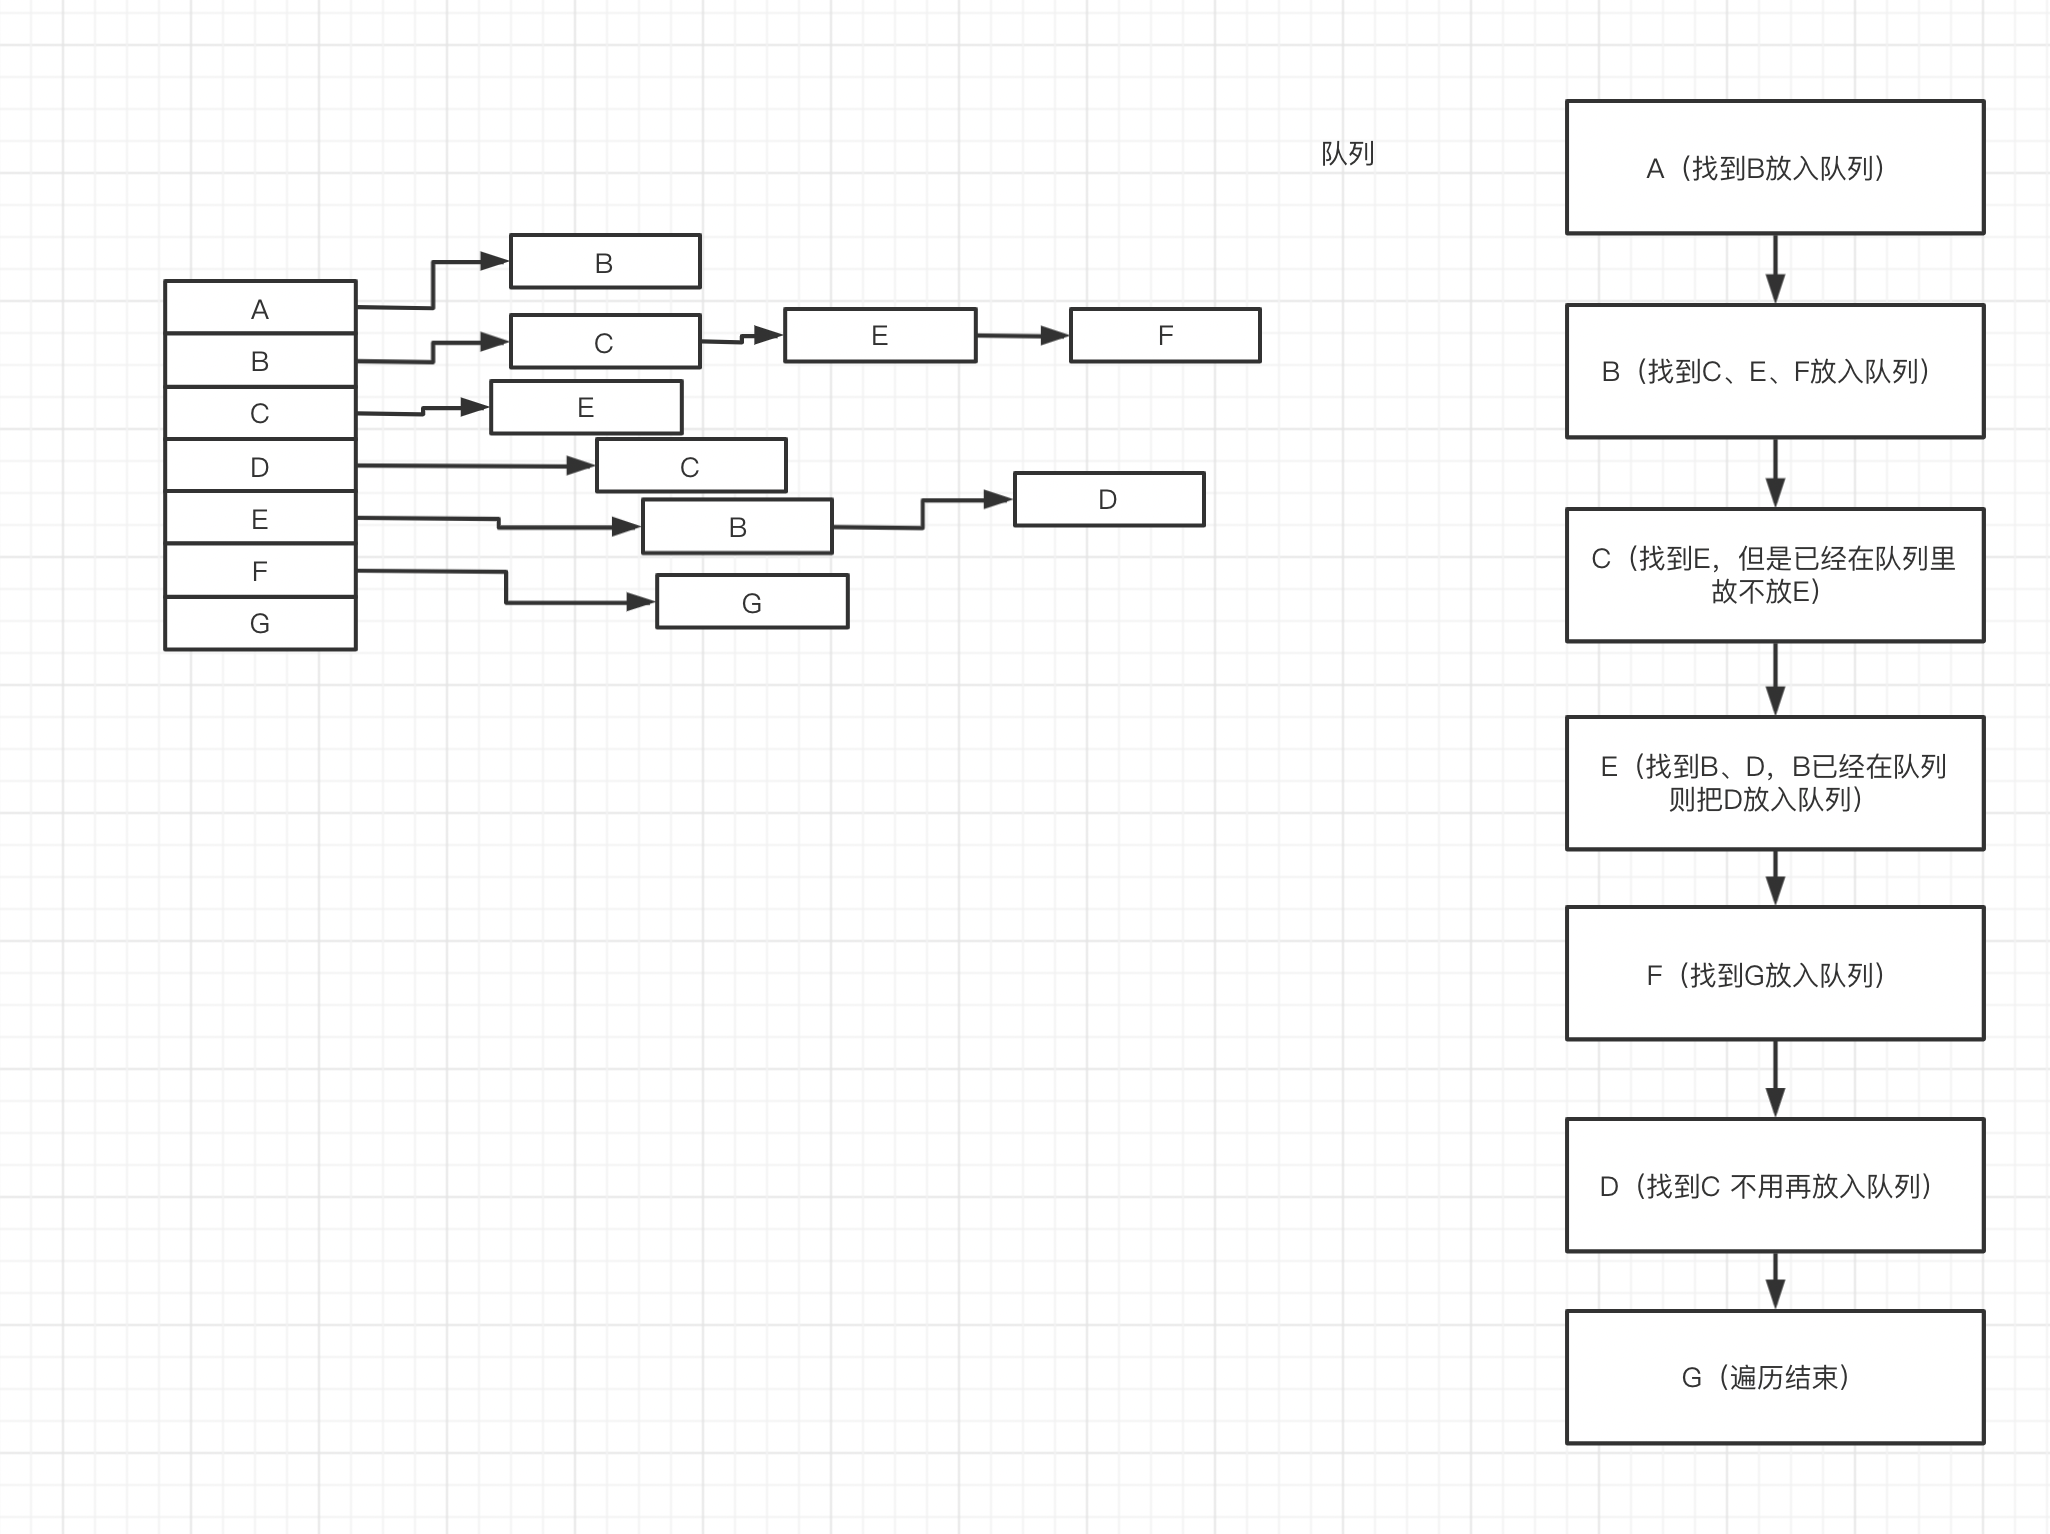 A
B
C
D
E
F
G
B
C
E
F
E
C
B
D
G
队列
A（找到B放入队列）
B（找到C、E、F放入队列）
C（找到E，但是已经在队列里
故不放E）
E（找到B、D，B已经在队列
则把D放入队列）
F（找到G放入队列）
D（找到C 不用再放入队列）
G（遍历结束）